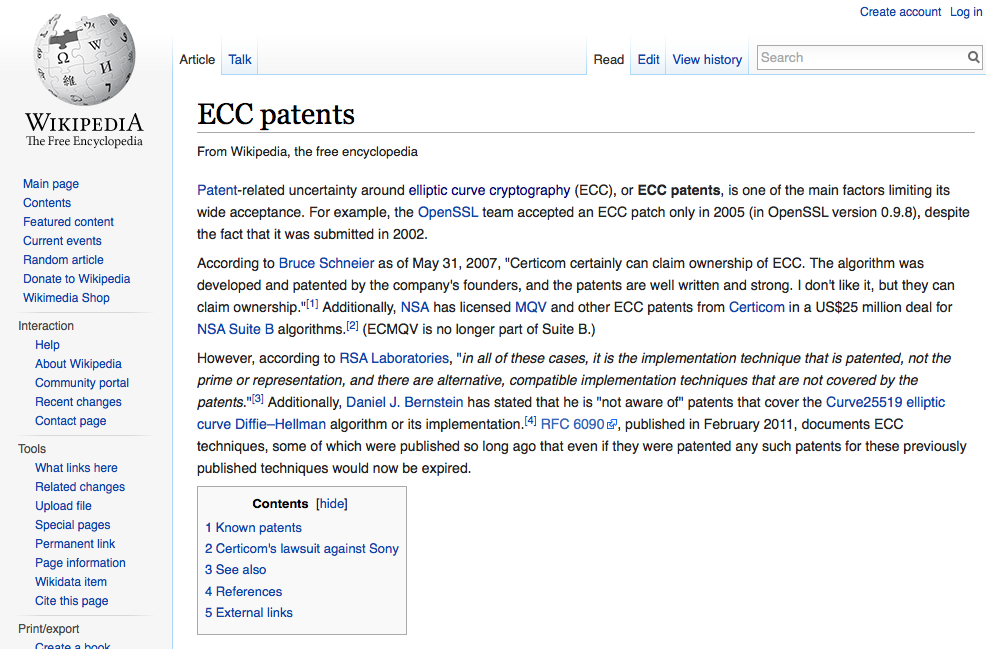 Create account Log in
Article Talk Read Edit View history Search
WIKIPEDIA
The Free Encyclopedia
Main page
Contents
Featured content
Current events
Random article
Donate to Wikipedia
Wikimedia Shop
Interaction
Help
About Wikipedia
Community portal
Recent changes
Contact page
Tools
What links here
Related changes
Upload file
Special pages
Permanent link
Page information
Wikidata item
Cite this page
Print/export
Create a book
ECC patents
From Wikipedia, the free encyclopedia
Patent-related uncertainty around elliptic curve cryptography (ECC), or ECC patents, is one of the main factors limiting its
wide acceptance. For example, the OpenSSL team accepted an ECC patch only in 2005 (in OpenSSL version 0.9.8), despite
the fact that it was submitted in 2002.
According to Bruce Schneier as of May 31, 2007, "Certicom certainly can claim ownership of ECC. The algorithm was
developed and patented by the company's founders, and the patents are well written and strong. I don't like it, but they can
claim ownership."[1] Additionally, NSA has licensed MQV and other ECC patents from Certicom in a US$25 million deal for
NSA Suite B algorithms.[2] (ECMQV is no longer part of Suite B.)
However, according to RSA Laboratories, "in all of these cases, it is the implementation technique that is patented, not the
prime or representation, and there are alternative, compatible implementation techniques that are not covered by the
patents."[3] Additionally, Daniel J. Bernstein has stated that he is "not aware of" patents that cover the Curve25519 elliptic
curve Diffie–Hellman algorithm or its implementation.[4] RFC 6090, published in February 2011, documents ECC
techniques, some of which were published so long ago that even if they were patented any such patents for these previously
published techniques would now be expired.
Contents [hide]
1 Known patents
2 Certicom's lawsuit against Sony
3 See also
4 References
5 External links